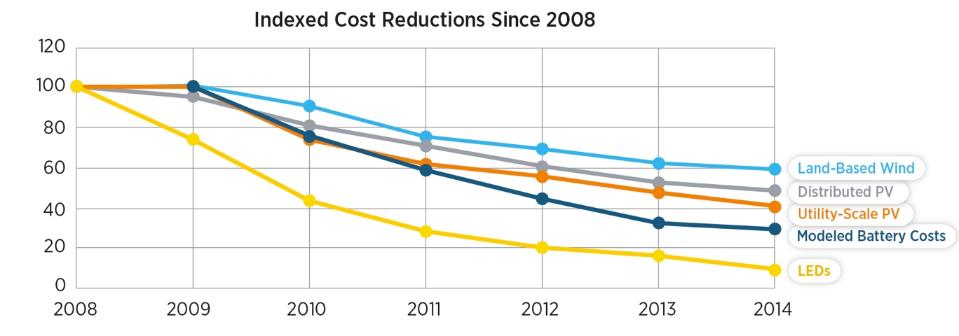 Indexed Cost Reductions Since 2008
120
100
80
60
40
20
0
2008 2009 2010 2011 2012 2013 2014
Land-Based Wind
Distributed PV
Utility-Scale PV
Modeled Battery Costs
LEDs